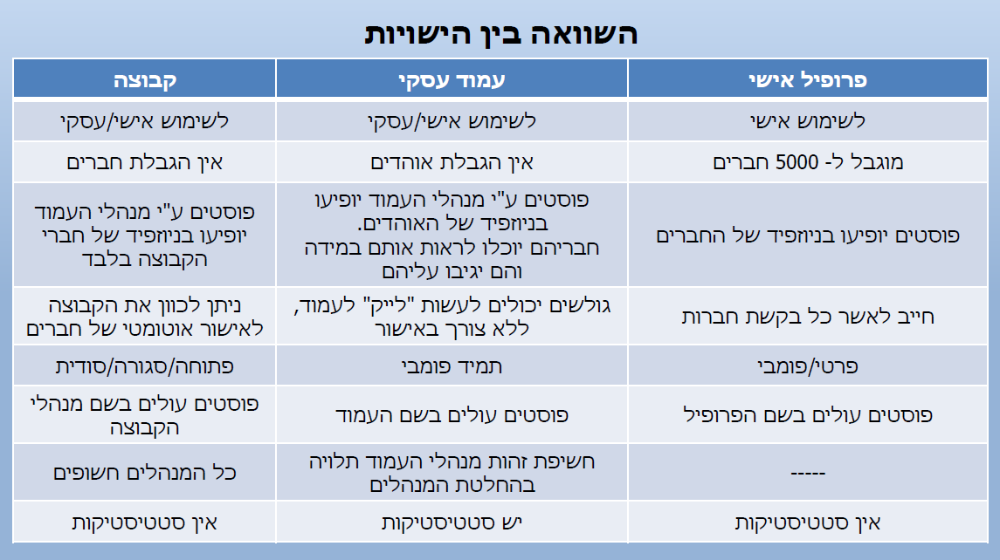 השוואה בין הישויות
פרופיל אישי
עמוד עסקי
קבוצה
לשימוש אישי
לשימוש אישי/עסקי
לשימוש אישי/עסקי
מוגבל ל- 5000 חברים
אין הגבלת אוהדים
אין הגבלת חברים
פוסטים יופיעו בניוזפיד של החברים
פוסטים ע"י מנהלי העמוד יופיעו
בניוזפיד של האוהדים.
חבריהם יוכלו לראות אותם במידה
והם יגיבו עליהם
פוסטים ע"י מנהלי העמוד
יופיעו בניוזפיד של חברי
הקבוצה בלבד
חייב לאשר כל בקשת חברות
גולשים יכולים לעשות "לייק" לעמוד,
ללא צורך באישור
ניתן לכוון את הקבוצה
לאישור אוטומטי של חברים
פרטי/פומבי
תמיד פומבי
פתוחה/סגורה/סודית
פוסטים עולים בשם הפרופיל
פוסטים עולים בשם העמוד
פוסטים עולים בשם מנהלי
הקבוצה
-----
חשיפת זהות מנהלי העמוד תלויה
בהחלטת המנהלים
כל המנהלים חשופים
אין סטטיסטיקות
יש סטטיסטיקות
אין סטטיסטיקות